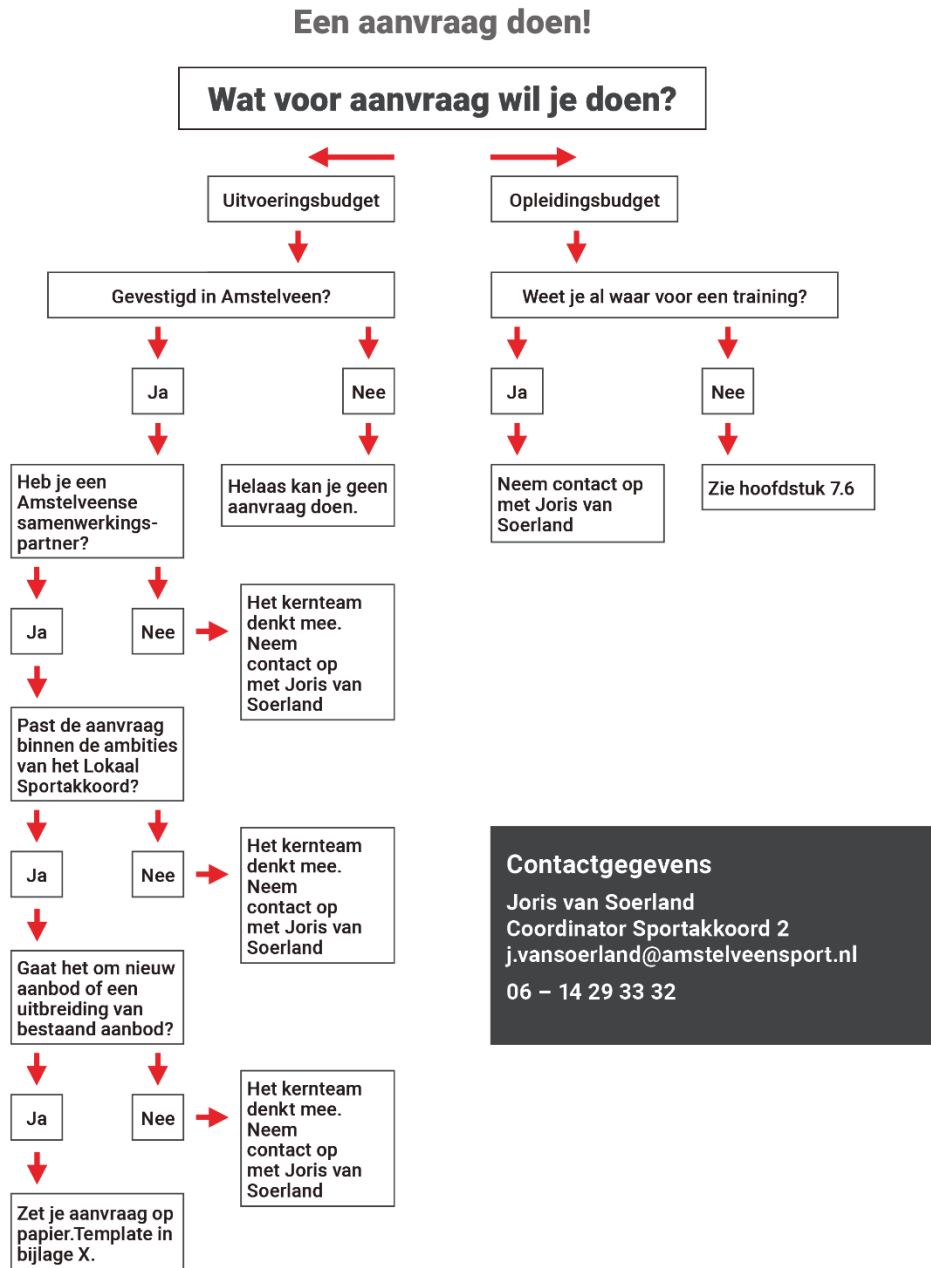 Een aanvraag doen!
Wat voor aanvraag wil je doen?
Uitvoeringsbudget
Opleidingsbudget
Gevestigd in Amstelveen?
Weet je al waar voor een training?
Ja
Nee
Ja
Nee
Heb je een
Amstelveense
samenwerkings-
partner?
Helaas kan je geen
aanvraag doen.
Neem contact op
met Joris van
Soerland
Zie hoofdstuk 7.6
Ja
Nee
Het kernteam
denkt mee.
Neem
contact op
met Joris van
Soerland
Past de aanvraag
binnen de ambities
van het Lokaal
Sportakkoord?
Ja
Nee
Het kernteam
denkt mee.
Neem
contact op
met Joris van
Soerland
Contactgegevens
Joris van Soerland
Coordinator Sportakkoord 2
j.vansoerland@amstelveensport.nl
06 – 14 29 33 32
Gaat het om nieuw
aanbod of een
uitbreiding van
bestaand aanbod?
Ja
Nee
Het kernteam
denkt mee.
Neem
contact op
met Joris van
Soerland
Zet je aanvraag op
papier.Template in
bijlage X.